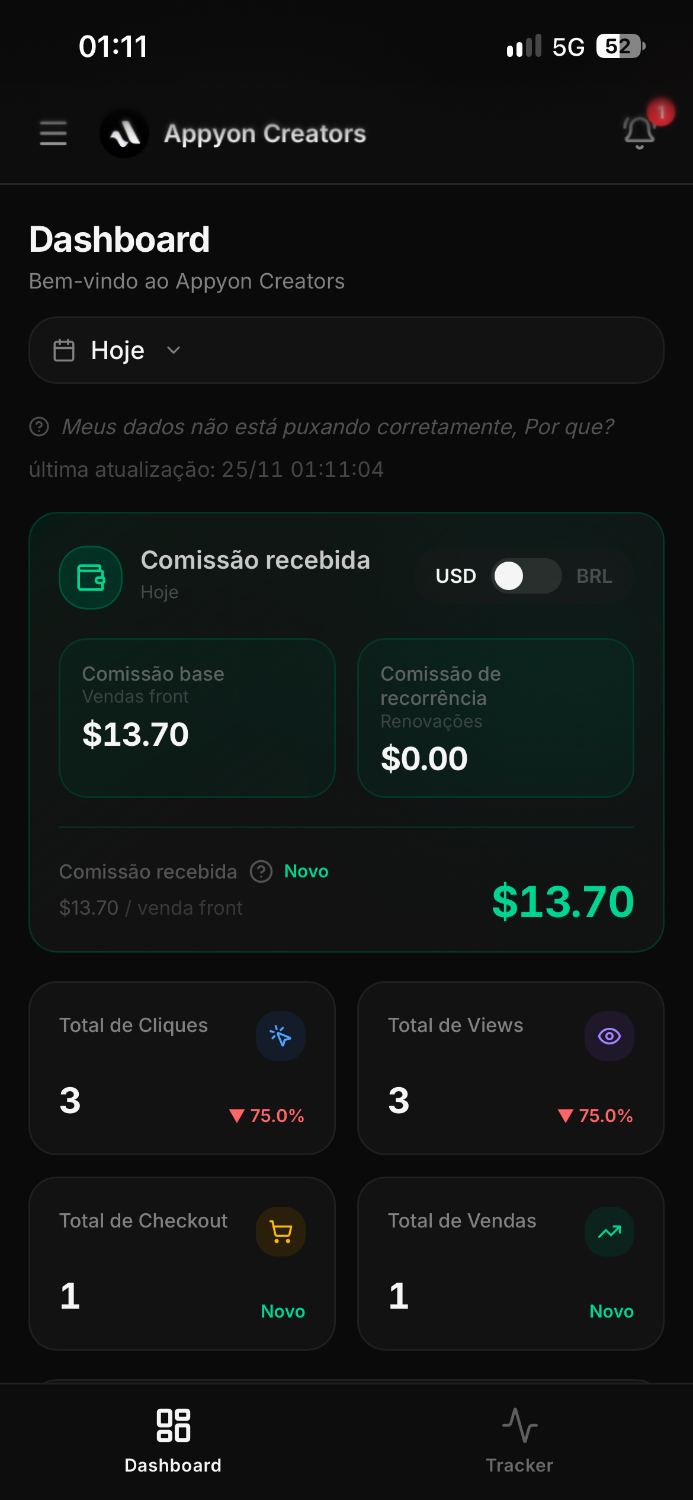 01:11
5G 52
Appyon Creators
1
Dashboard
Bem-vindo ao Appyon Creators
Hoje
Meus dados não está puxando corretamente, Por que?
última atualização: 25/11 01:11:04
Comissão recebida
Hoje
USD BRL
Comissão base
Vendas front
$13.70
Comissão de
recorrência
Renovações
$0.00
Comissão recebida ? Novo
$13.70 / venda front
$13.70
Total de Cliques
3
▼ 75.0%
Total de Views
3
▼ 75.0%
Total de Checkout
1
Novo
Total de Vendas
1
Novo
Dashboard
Tracker